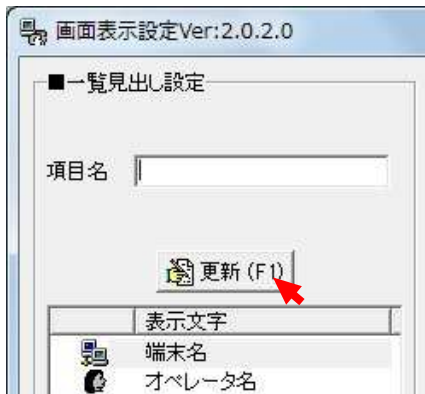 画面表示設定Ver:2.0.2.0
■一覧見出し設定
項目名
更新(F1)
表示文字
端末名
オペレータ名